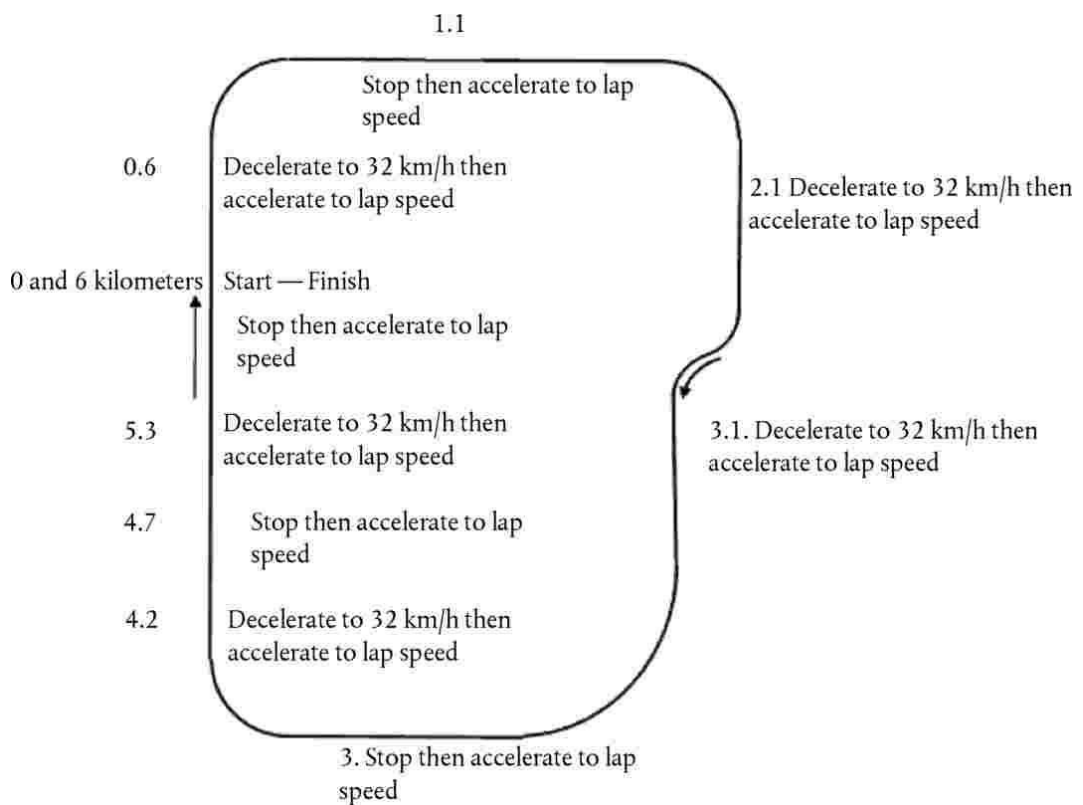 1.1
Stop then accelerate to lap
speed
0.6
Decelerate to 32 km/h then
accelerate to lap speed
2.1 Decelerate to 32 km/h then
accelerate to lap speed
0 and 6 kilometers
Start — Finish
Stop then accelerate to lap
speed
5.3
Decelerate to 32 km/h then
accelerate to lap speed
3.1. Decelerate to 32 km/h then
accelerate to lap speed
4.7
Stop then accelerate to lap
speed
4.2
Decelerate to 32 km/h then
accelerate to lap speed
3. Stop then accelerate to lap
speed